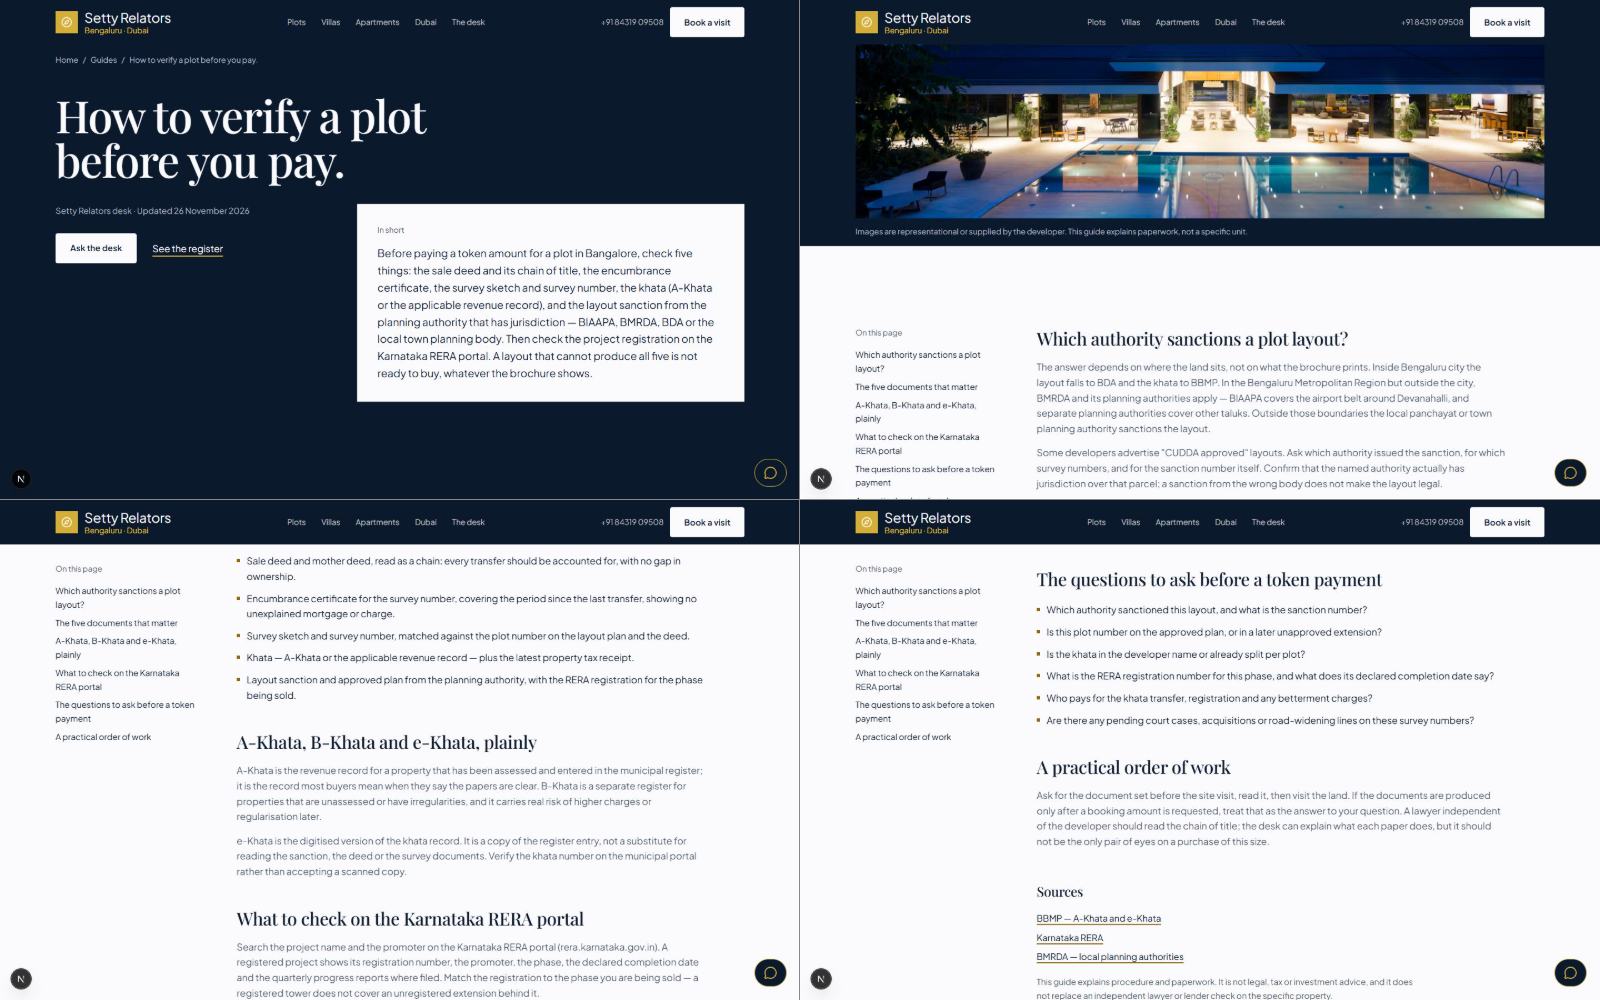 Setty Relators
Bengaluru · Dubai
Plots
Villas
Apartments
Dubai
The desk
+91 84319 09508
Book a visit
Home / Guides / How to verify a plot before you pay.
How to verify a plot
before you pay.
Setty Relators desk · Updated 26 November 2026
Ask the desk
See the register
In short
Before paying a token amount for a plot in Bangalore, check five
things: the sale deed and its chain of title, the encumbrance
certificate, the survey sketch and survey number, the khata (A-Khata
or the applicable revenue record), and the layout sanction from the
planning authority that has jurisdiction — BIAAPA, BMRDA, BDA or the
local town planning body. Then check the project registration on the
Karnataka RERA portal. A layout that cannot produce all five is not
ready to buy, whatever the brochure shows.
N
Setty Relators
Bengaluru · Dubai
Plots
Villas
Apartments
Dubai
The desk
+91 84319 09508
Book a visit
Images are representational or supplied by the developer. This guide explains paperwork, not a specific unit.
On this page
Which authority sanctions a plot
layout?
The five documents that matter
A-Khata, B-Khata and e-Khata,
plainly
What to check on the Karnataka
RERA portal
The questions to ask before a token
payment
Which authority sanctions a plot layout?
The answer depends on where the land sits, not on what the brochure prints. Inside Bengaluru city the
layout falls to BDA and the khata to BBMP. In the Bengaluru Metropolitan Region but outside the city,
BMRDA and its planning authorities apply — BIAAPA covers the airport belt around Devanahalli, and
separate planning authorities cover other taluks. Outside those boundaries the local panchayat or town
planning authority sanctions the layout.
Some developers advertise "CUDDA approved" layouts. Ask which authority issued the sanction, for which
survey numbers, and for the sanction number itself. Confirm that the named authority actually has
jurisdiction over that parcel; a sanction from the wrong body does not make the layout legal.
N
Setty Relators
Bengaluru · Dubai
Plots
Villas
Apartments
Dubai
The desk
+91 84319 09508
Book a visit
On this page
Which authority sanctions a plot
layout?
The five documents that matter
A-Khata, B-Khata and e-Khata,
plainly
What to check on the Karnataka
RERA portal
The questions to ask before a token
payment
A practical order of work
Sale deed and mother deed, read as a chain: every transfer should be accounted for, with no gap in
ownership.
Encumbrance certificate for the survey number, covering the period since the last transfer, showing no
unexplained mortgage or charge.
Survey sketch and survey number, matched against the plot number on the layout plan and the deed.
Khata — A-Khata or the applicable revenue record — plus the latest property tax receipt.
Layout sanction and approved plan from the planning authority, with the RERA registration for the phase
being sold.
A-Khata, B-Khata and e-Khata, plainly
A-Khata is the revenue record for a property that has been assessed and entered in the municipal register;
it is the record most buyers mean when they say the papers are clear. B-Khata is a separate register for
properties that are unassessed or have irregularities, and it carries real risk of higher charges or
regularisation later.
e-Khata is the digitised version of the khata record. It is a copy of the register entry, not a substitute for
reading the sanction, the deed or the survey documents. Verify the khata number on the municipal portal
rather than accepting a scanned copy.
What to check on the Karnataka RERA portal
Search the project name and the promoter on the Karnataka RERA portal (rera.karnataka.gov.in). A
registered project shows its registration number, the promoter, the phase, the declared completion date
and the quarterly progress reports where filed. Match the registration to the phase you are being sold — a
registered tower does not cover an unregistered extension behind it.
N
Setty Relators
Bengaluru · Dubai
Plots
Villas
Apartments
Dubai
The desk
+91 84319 09508
Book a visit
On this page
Which authority sanctions a plot
layout?
The five documents that matter
A-Khata, B-Khata and e-Khata,
plainly
What to check on the Karnataka
RERA portal
The questions to ask before a token
payment
A practical order of work
The questions to ask before a token payment
Which authority sanctioned this layout, and what is the sanction number?
Is this plot number on the approved plan, or in a later unapproved extension?
Is the khata in the developer name or already split per plot?
What is the RERA registration number for this phase, and what does its declared completion date say?
Who pays for the khata transfer, registration and any betterment charges?
Are there any pending court cases, acquisitions or road-widening lines on these survey numbers?
A practical order of work
Ask for the document set before the site visit, read it, then visit the land. If the documents are produced
only after a booking amount is requested, treat that as the answer to your question. A lawyer independent
of the developer should read the chain of title; the desk can explain what each paper does, but it should
not be the only pair of eyes on a purchase of this size.
Sources
BBMP — A-Khata and e-Khata
Karnataka RERA
BMRDA — local planning authorities
This guide explains procedure and paperwork. It is not legal, tax or investment advice, and it does
not replace an independent lawyer or lender check on the specific property.
N